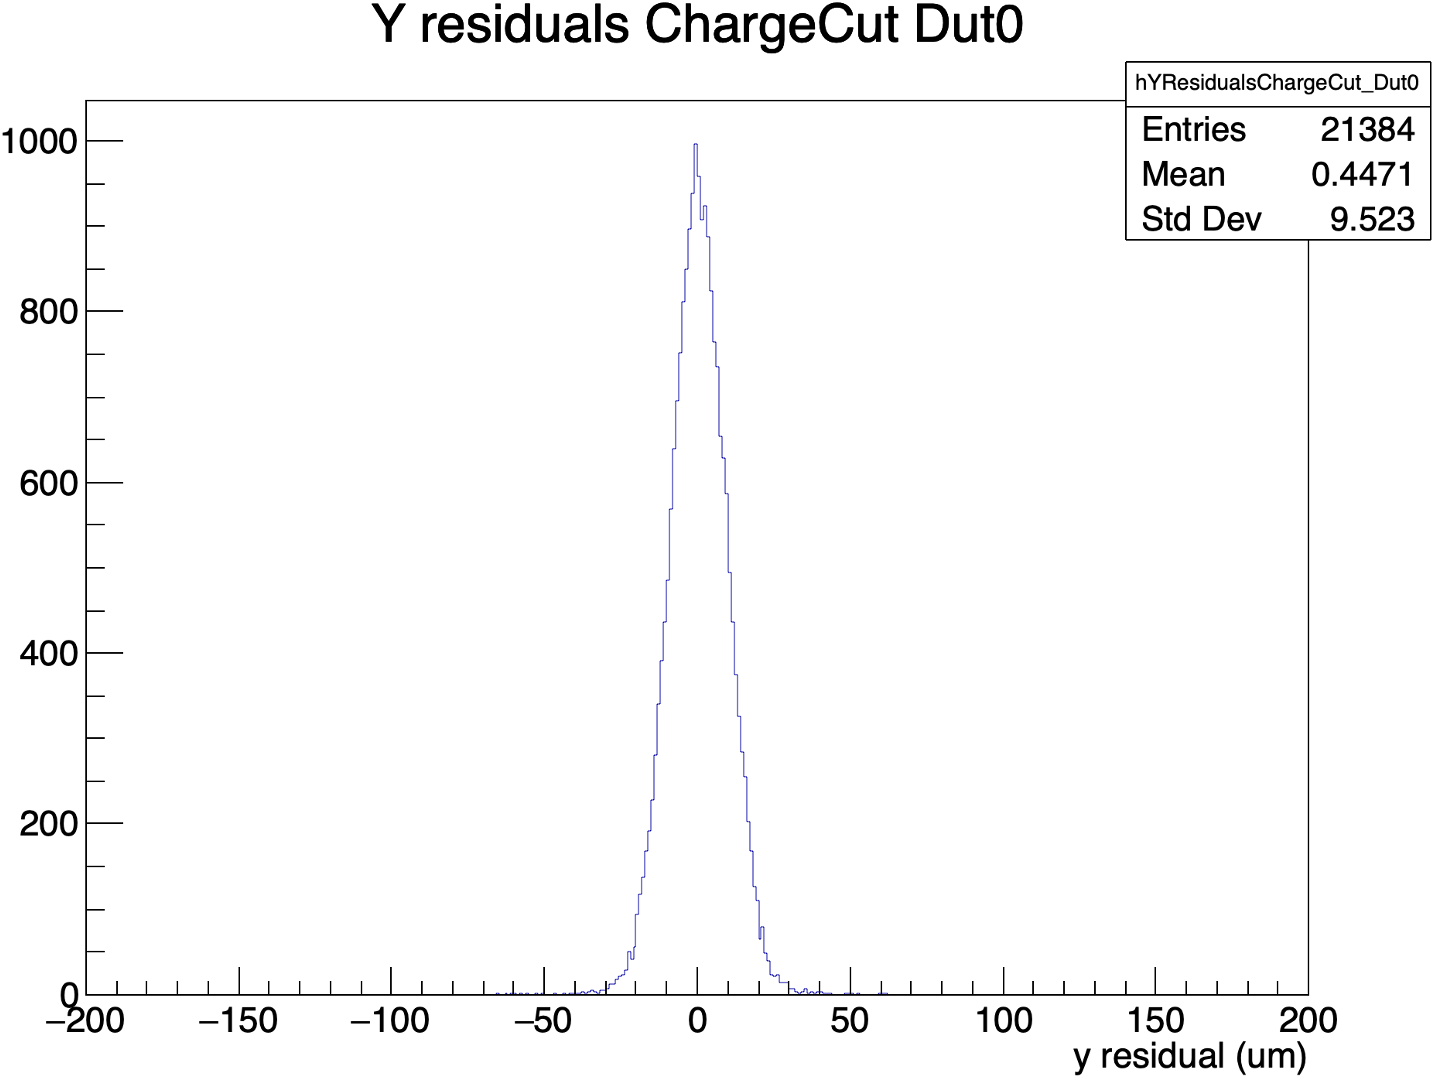 Y residuals ChargeCut Dut0
hYResidualsChargeCut_Dut0
Entries 21384
Mean 0.4471
Std Dev 9.523
1000
800
600
400
200
0
−200 −150 −100 −50 0 50 100 150 200
y residual (um)